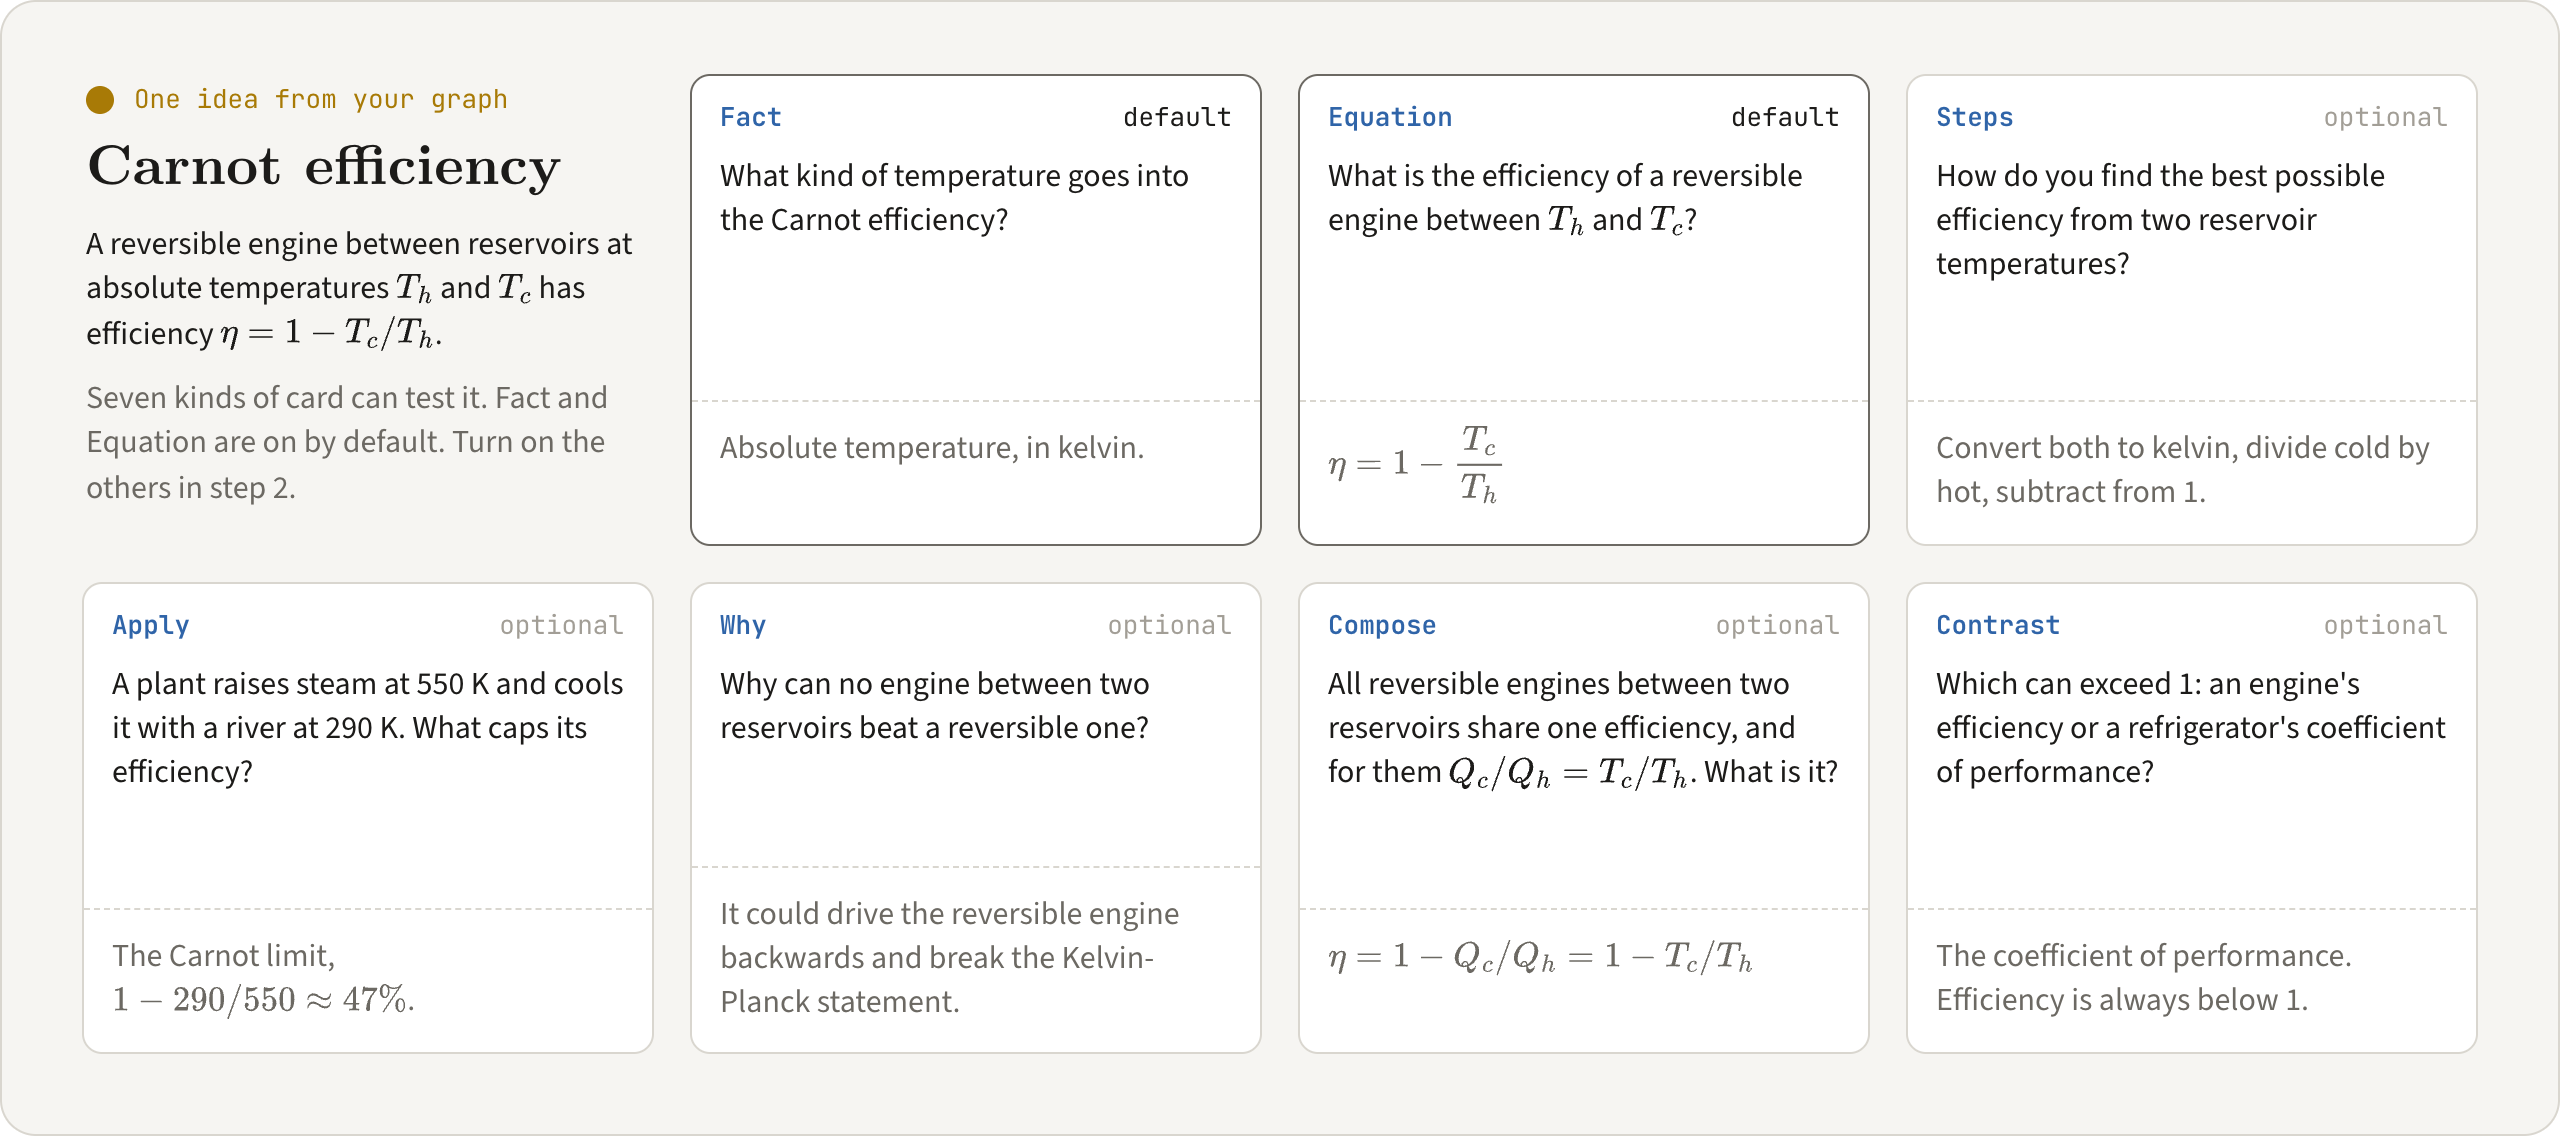 One idea from your graph
Carnot efficiency
A reversible engine between reservoirs at
absolute temperatures T_h and T_c has
efficiency η = 1 − T_c/T_h.
Seven kinds of card can test it. Fact and
Equation are on by default. Turn on the
others in step 2.
Fact default
What kind of temperature goes into
the Carnot efficiency?
Absolute temperature, in kelvin.
Equation default
What is the efficiency of a reversible
engine between T_h and T_c?
η = 1 − T_c/T_h
Steps optional
How do you find the best possible
efficiency from two reservoir
temperatures?
Convert both to kelvin, divide cold by
hot, subtract from 1.
Apply optional
A plant raises steam at 550 K and cools
it with a river at 290 K. What caps its
efficiency?
The Carnot limit,
1 − 290/550 ≈ 47%.
Why optional
Why can no engine between two
reservoirs beat a reversible one?
It could drive the reversible engine
backwards and break the Kelvin-
Planck statement.
Compose optional
All reversible engines between two
reservoirs share one efficiency, and
for them Q_c/Q_h = T_c/T_h. What is it?
η = 1 − Q_c/Q_h = 1 − T_c/T_h
Contrast optional
Which can exceed 1: an engine's
efficiency or a refrigerator's coefficient
of performance?
The coefficient of performance.
Efficiency is always below 1.